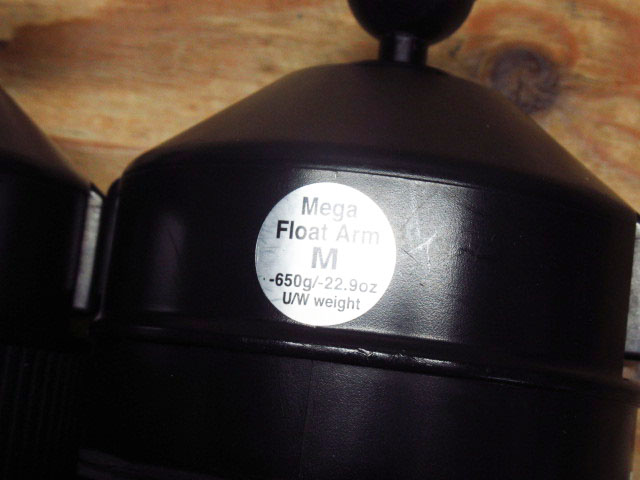 Mega
Float Arm
M
-650g/-22.9oz
U/W weight